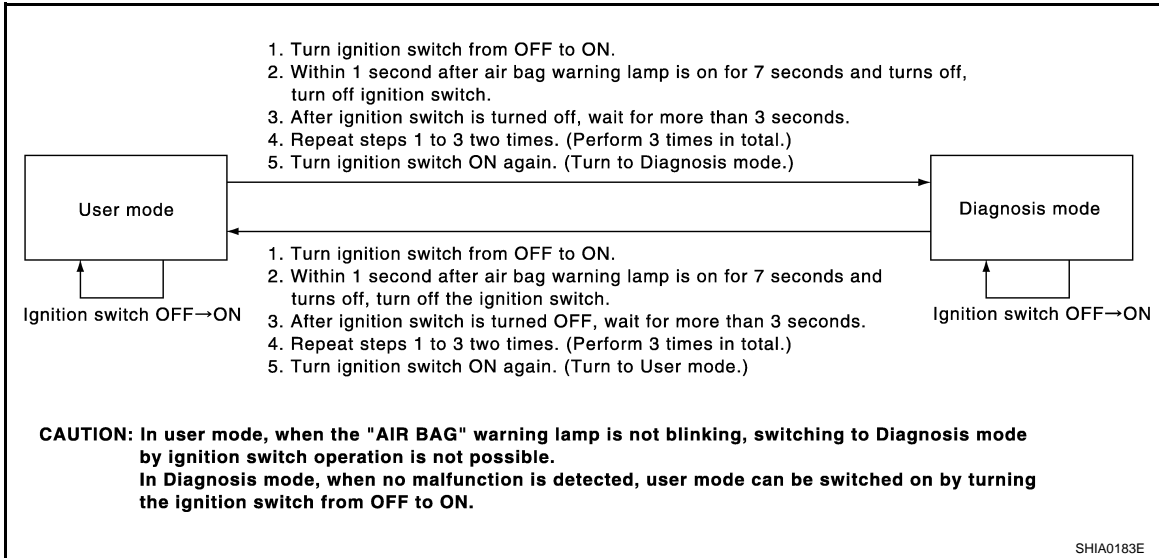 1. Turn ignition switch from OFF to ON.
2. Within 1 second after air bag warning lamp is on for 7 seconds and turns off,
turn off ignition switch.
3. After ignition switch is turned off, wait for more than 3 seconds.
4. Repeat steps 1 to 3 two times. (Perform 3 times in total.)
5. Turn ignition switch ON again. (Turn to Diagnosis mode.)
User mode
Diagnosis mode
1. Turn ignition switch from OFF to ON.
2. Within 1 second after air bag warning lamp is on for 7 seconds and
turns off, turn off the ignition switch.
3. After ignition switch is turned OFF, wait for more than 3 seconds.
4. Repeat steps 1 to 3 two times. (Perform 3 times in total.)
5. Turn ignition switch ON again. (Turn to User mode.)
Ignition switch OFF→ON
Ignition switch OFF→ON
CAUTION: In user mode, when the "AIR BAG" warning lamp is not blinking, switching to Diagnosis mode
by ignition switch operation is not possible.
In Diagnosis mode, when no malfunction is detected, user mode can be switched on by turning
the ignition switch from OFF to ON.
SHIA0183E